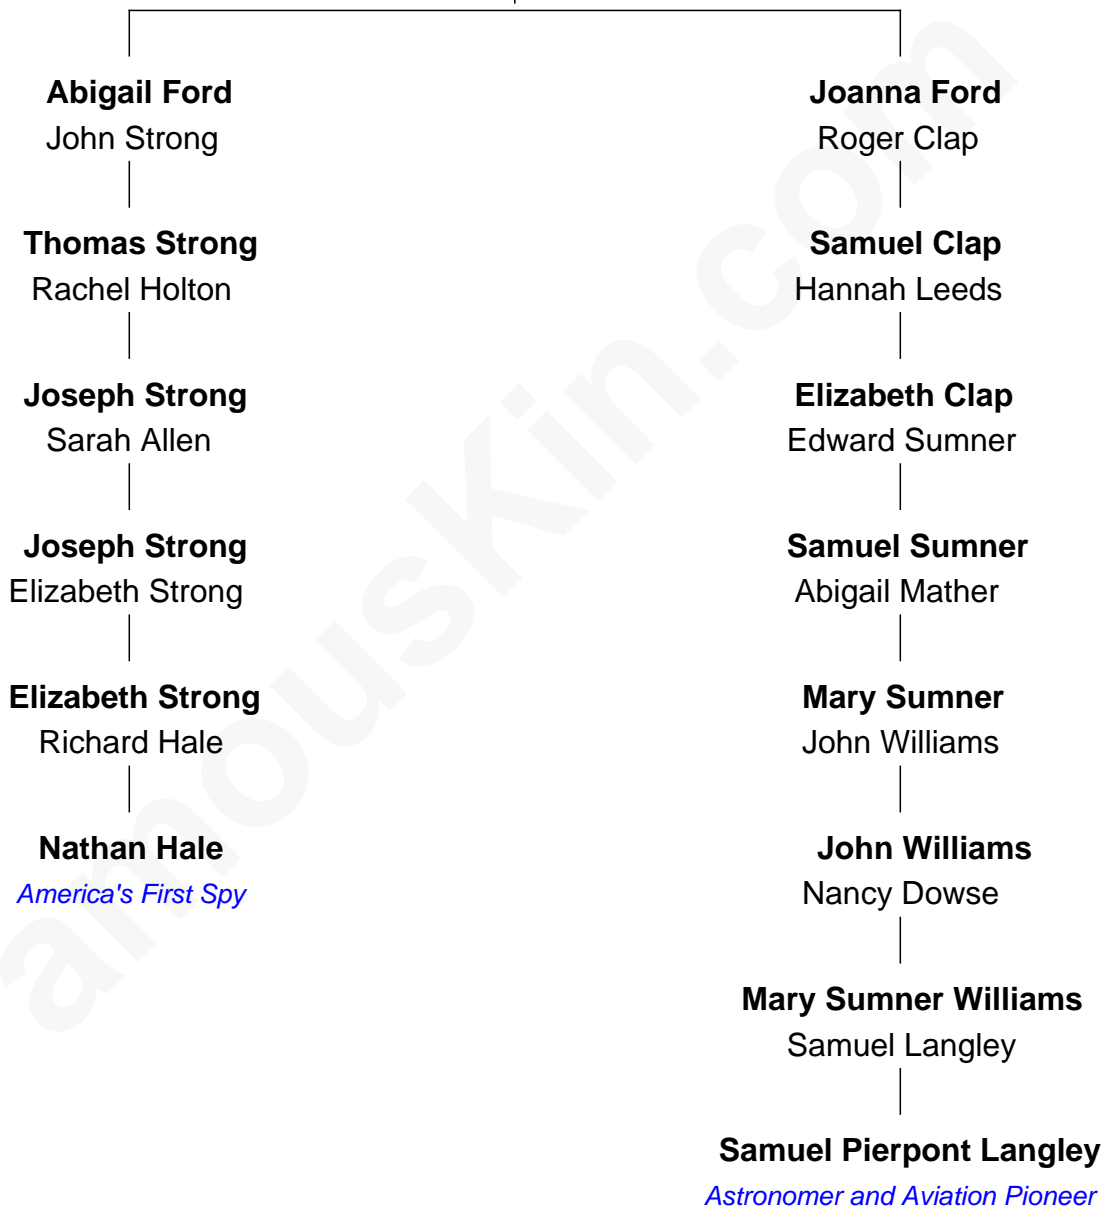 Abigail Ford
John Strong
Thomas Strong
Rachel Holton
Joseph Strong
Sarah Allen
Joseph Strong
Elizabeth Strong
Elizabeth Strong
Richard Hale
Nathan Hale
America's First Spy
Joanna Ford
Roger Clap
Samuel Clap
Hannah Leeds
Elizabeth Clap
Edward Sumner
Samuel Sumner
Abigail Mather
Mary Sumner
John Williams
John Williams
Nancy Dowse
Mary Sumner Williams
Samuel Langley
Samuel Pierpont Langley
Astronomer and Aviation Pioneer
amouskin.com